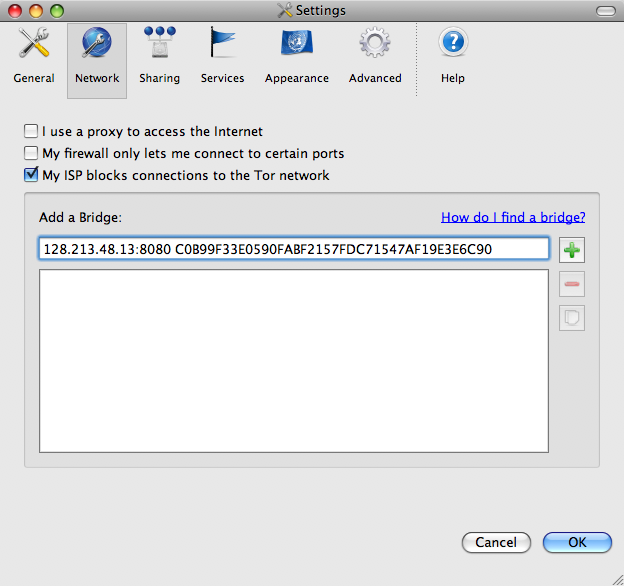 Settings
General Network Sharing Services Appearance Advanced Help
I use a proxy to access the Internet
My firewall only lets me connect to certain ports
My ISP blocks connections to the Tor network
Add a Bridge: How do I find a bridge?
128.213.48.13:8080 C0B99F33E0590FABF2157FDC71547AF19E3E6C90
Cancel OK